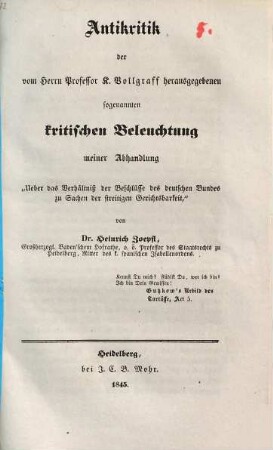 Antikritik
der
vom Herrn Professor K. Vollgraff herausgegebenen
sogenannten
kritischen Beleuchtung
meiner Abhandlung
„Ueber das Verhältniß der Beschlüsse des deutschen Bundes
zu Sachen der streitigen Gerichtsbarkeit,“
von
Dr. Heinrich Zoepfl,
Großherzogl. Baden'schem Hofrathe, o. ö. Professor des Staatsrechts zu
Heidelberg, Ritter des k. spanischen Isabellenordens.
Kennst Du mich? Fühlst Du, wer ich bin?
Ich bin Dein Gewissen!
Gutzkow's Urbild des
Tartüffe, Act 5.
Heidelberg,
bei J. C. B. Mohr.
1845.